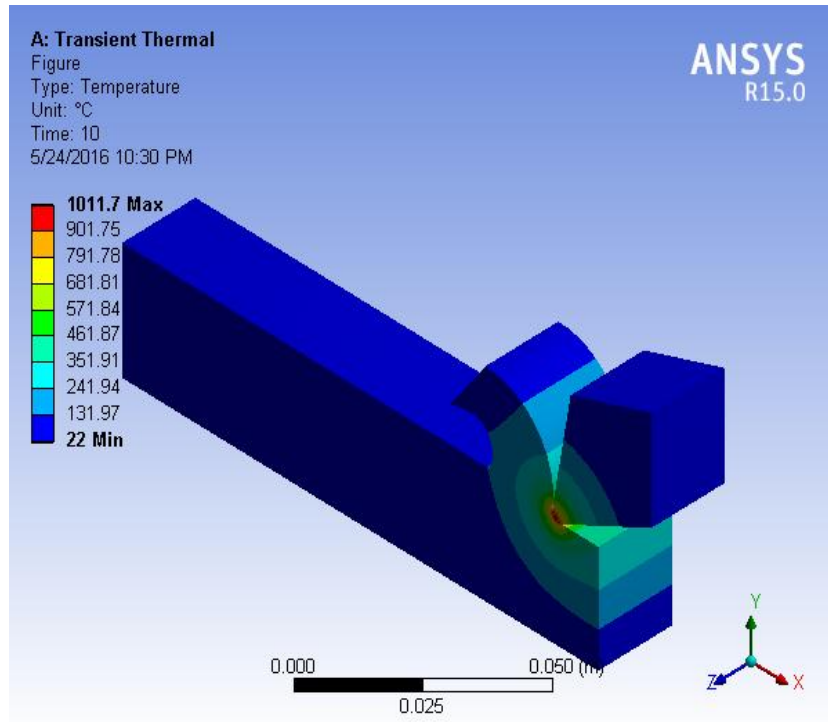 A: Transient Thermal
Figure
Type: Temperature
Unit: °C
Time: 10
5/24/2016 10:30 PM
ANSYS
R15.0
1011.7 Max
901.75
791.78
681.81
571.84
461.87
351.91
241.94
131.97
22 Min
0.000
0.050 (m)
0.025
Y
Z
X